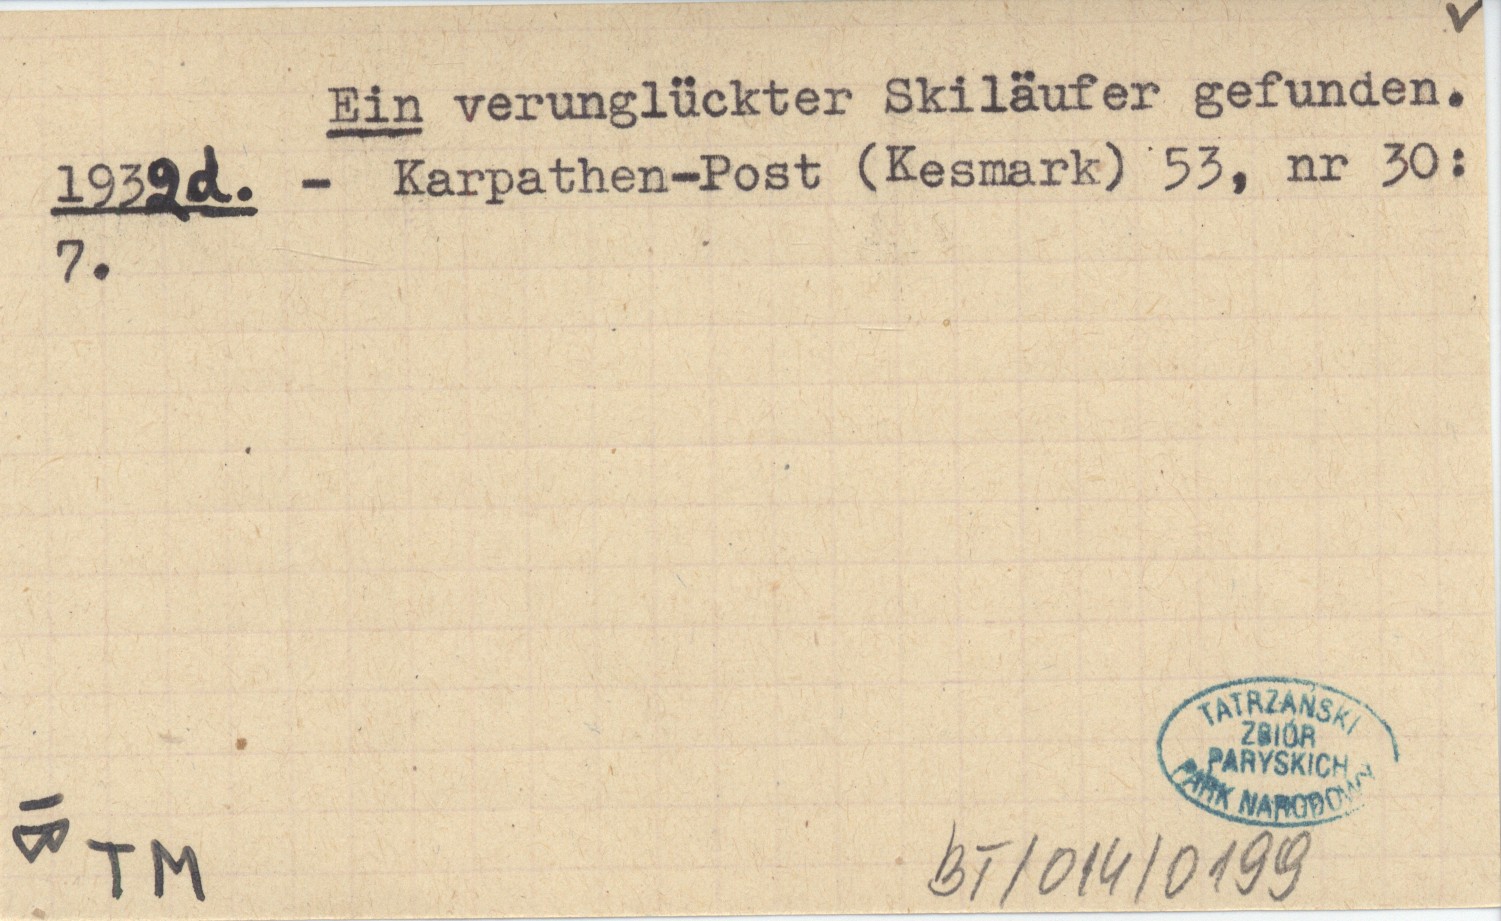 Ein verunglückter Skiläufer gefunden.
1932d. - Karpathen-Post (Kesmark) 53, nr 30:
7.
TATRZAŃSKI
ZBIÓR
PARYSKICH
PARK NARODOWY
TM
BT/014/0199